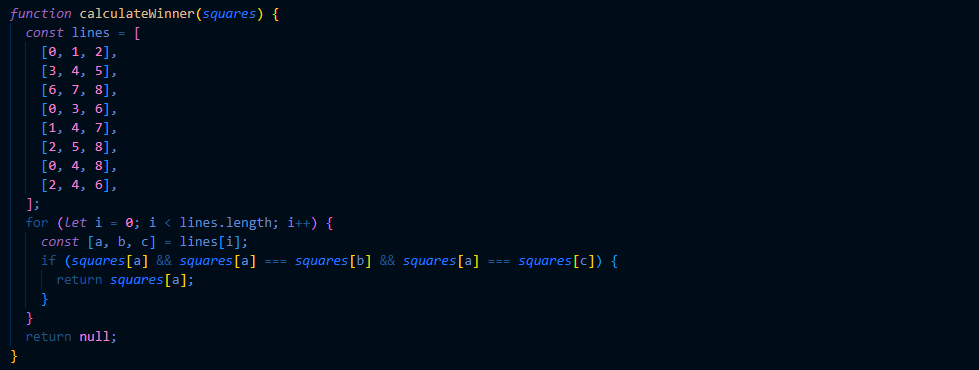 function calculateWinner(squares) {
  const lines = [
    [0, 1, 2],
    [3, 4, 5],
    [6, 7, 8],
    [0, 3, 6],
    [1, 4, 7],
    [2, 5, 8],
    [0, 4, 8],
    [2, 4, 6],
  ];
  for (let i = 0; i < lines.length; i++) {
    const [a, b, c] = lines[i];
    if (squares[a] && squares[a] === squares[b] && squares[a] === squares[c]) {
      return squares[a];
    }
  }
  return null;
}